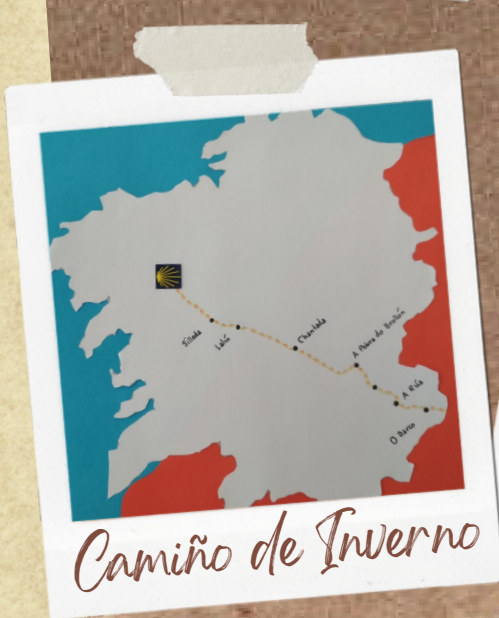 Silleda
Lalín
Chantada
A Pobra do Brollón
A Rúa
O Barco
Camiño de Inverno